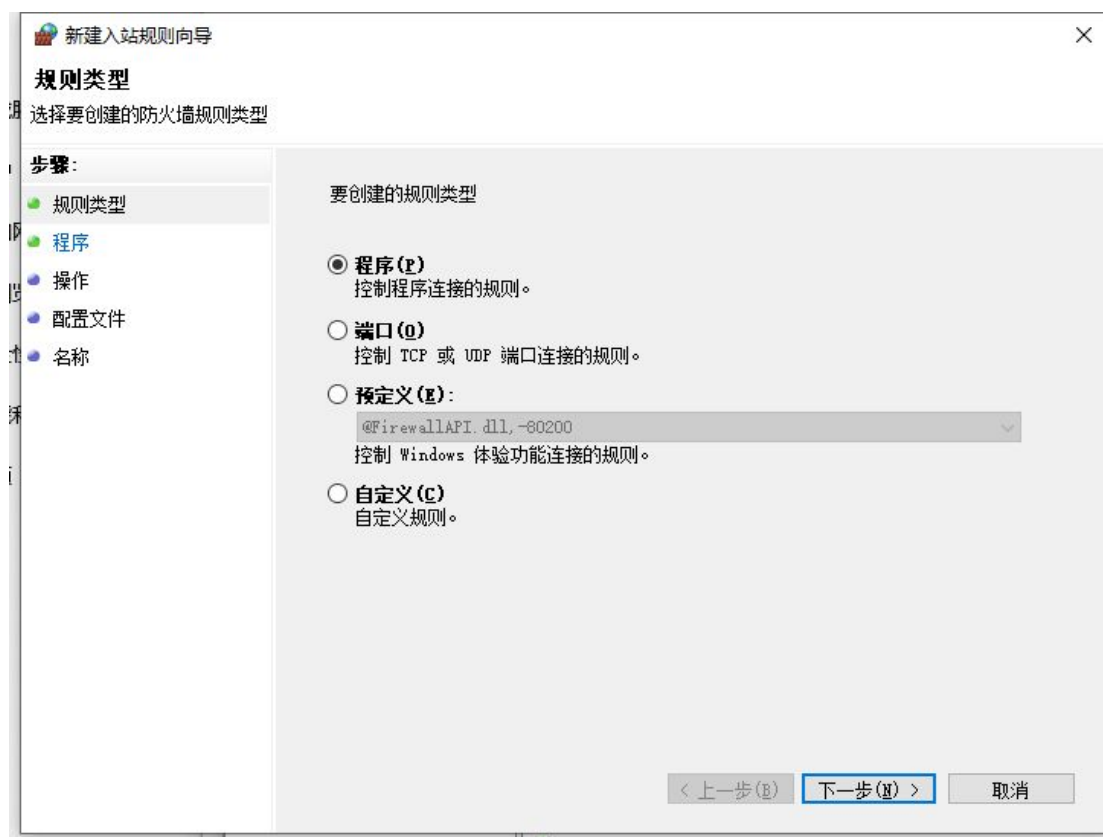 新建入站规则向导
规则类型
选择要创建的防火墙规则类型
步骤:
规则类型
程序
操作
配置文件
名称
要创建的规则类型
程序(P)
控制程序连接的规则。
端口(O)
控制 TCP 或 UDP 端口连接的规则。
预定义(E):
@FirewallAPI.dll,-80200
控制 Windows 体验功能连接的规则。
自定义(C)
自定义规则。
< 上一步(B)
下一步(N) >
取消